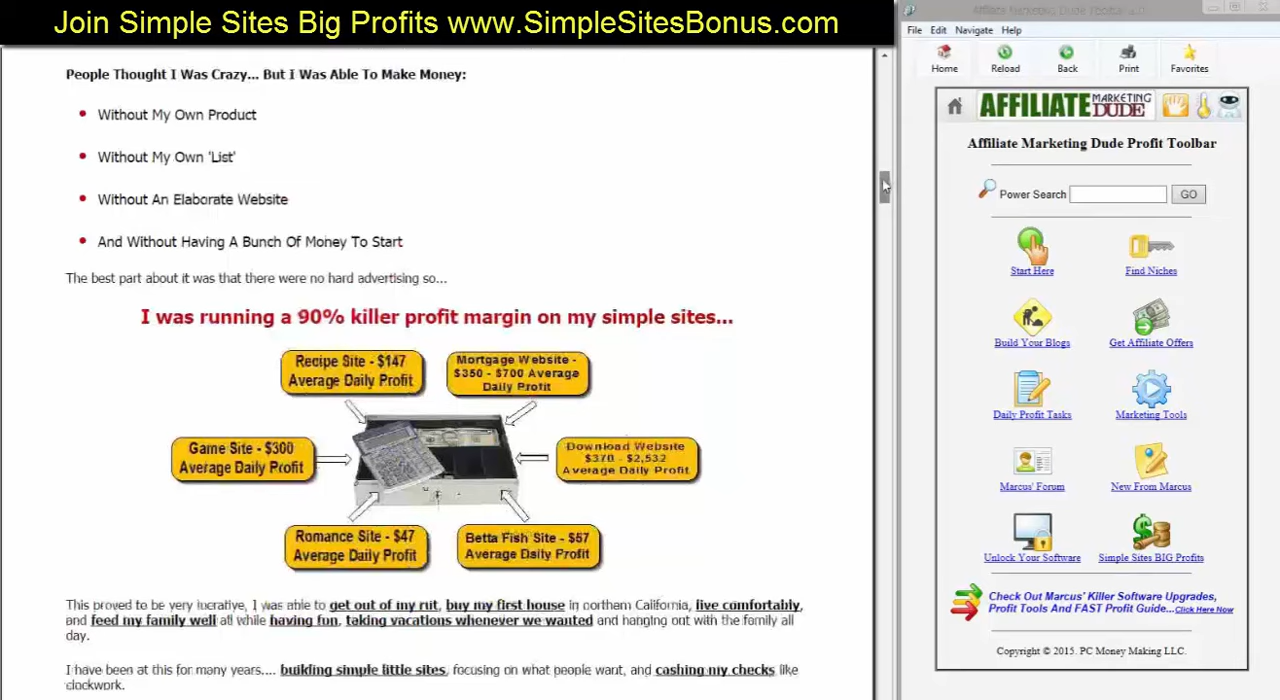 Join Simple Sites Big Profits www.SimpleSitesBonus.com
People Thought I Was Crazy... But I Was Able To Make Money:
Without My Own Product
Without My Own 'List'
Without An Elaborate Website
And Without Having A Bunch Of Money To Start
The best part about it was that there were no hard advertising so...
I was running a 90% killer profit margin on my simple sites...
Recipe Site - $147
Average Daily Profit
Mortgage Website -
$350 - $700 Average
Daily Profit
Game Site - $300
Average Daily Profit
Download Website
$370 - $2,532
Average Daily Profit
Romance Site - $47
Average Daily Profit
Betta Fish Site - $57
Average Daily Profit
This proved to be very lucrative, I was able to get out of my rut, buy my first house in northern California, live comfortably,
and feed my family well all while having fun, taking vacations whenever we wanted and hanging out with the family all
day.
I have been at this for many years.... building simple little sites, focusing on what people want, and cashing my checks like
clockwork.
Affiliate Marketing Dude Toolbar
File Edit Navigate Help
Home Reload Back Print Favorites
AFFILIATE MARKETING DUDE
Affiliate Marketing Dude Profit Toolbar
Power Search GO
Start Here Find Niches
Build Your Blogs Get Affiliate Offers
Daily Profit Tasks Marketing Tools
Marcus' Forum New From Marcus
Unlock Your Software Simple Sites BIG Profits
Check Out Marcus' Killer Software Upgrades,
Profit Tools And FAST Profit Guide...Click Here Now
Copyright © 2015. PC Money Making LLC.